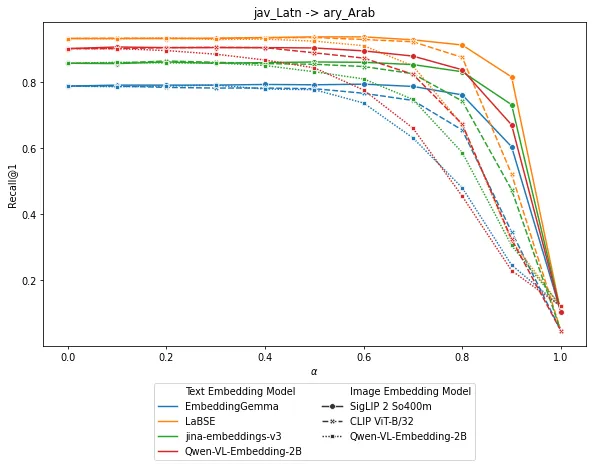 jav_Latn -> ary_Arab
Recall@1
0.8
0.6
0.4
0.2
0.0 0.2 0.4 0.6 0.8 1.0
α
Text Embedding Model Image Embedding Model
EmbeddingGemma SigLIP 2 So400m
LaBSE CLIP ViT-B/32
jina-embeddings-v3 Qwen-VL-Embedding-2B
Qwen-VL-Embedding-2B